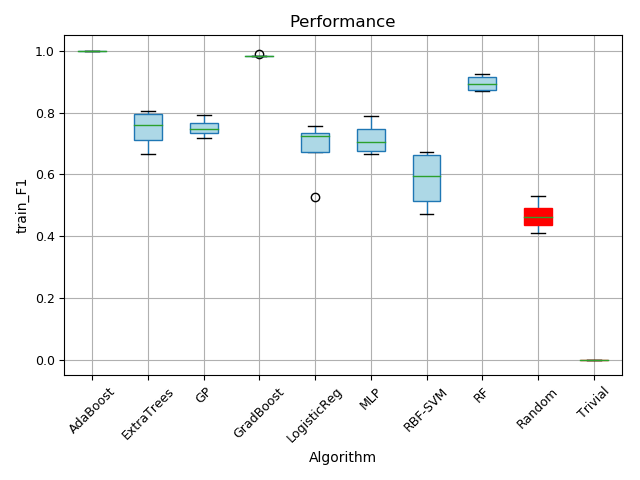 Performance
train_F1
1.0
0.8
0.6
0.4
0.2
0.0
AdaBoost
ExtraTrees
GP
GradBoost
LogisticReg
MLP
RBF-SVM
RF
Random
Trivial
Algorithm